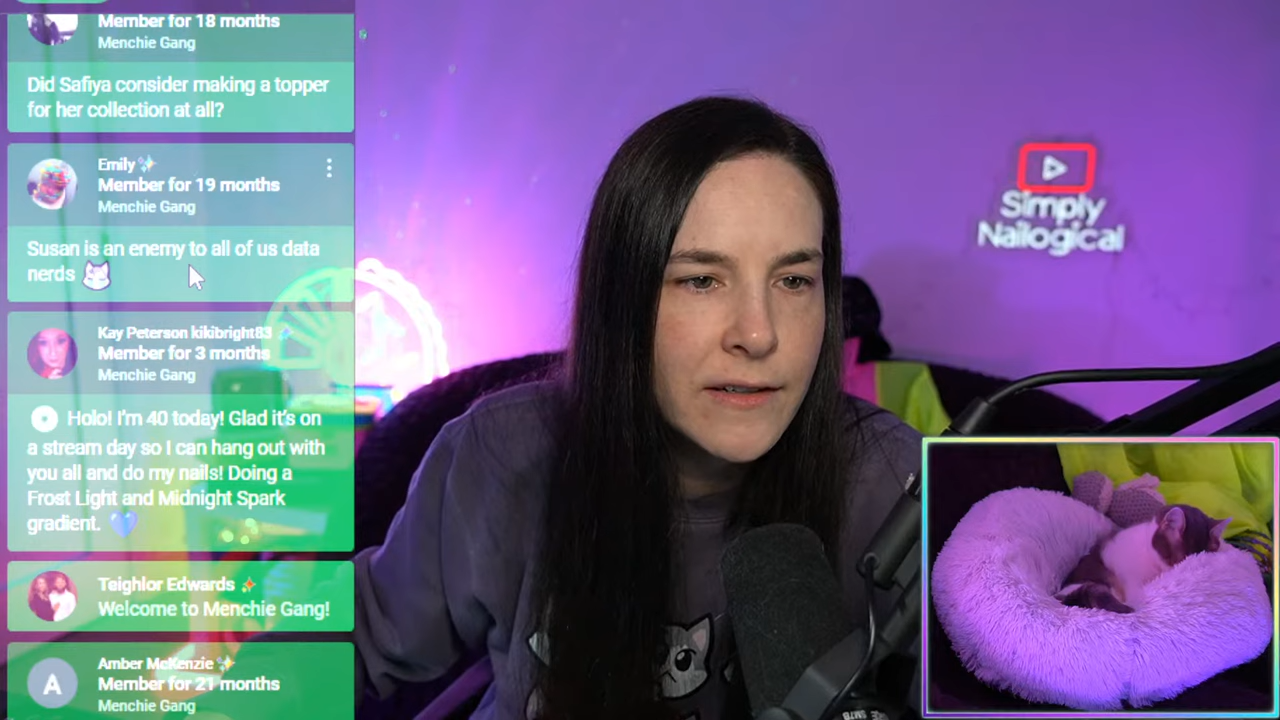 Member for 18 months
Menchie Gang
Did Safiya consider making a topper
for her collection at all?
Emily
Member for 19 months
Menchie Gang
Susan is an enemy to all of us data
nerds
Kay Peterson kikibright83
Member for 3 months
Menchie Gang
Holo! I'm 40 today! Glad it's on
a stream day so I can hang out with
you all and do my nails! Doing a
Frost Light and Midnight Spark
gradient.
Teighlor Edwards
Welcome to Menchie Gang!
A
Amber McKenzie
Member for 21 months
Menchie Gang
Simply
Nailogical
SM7B